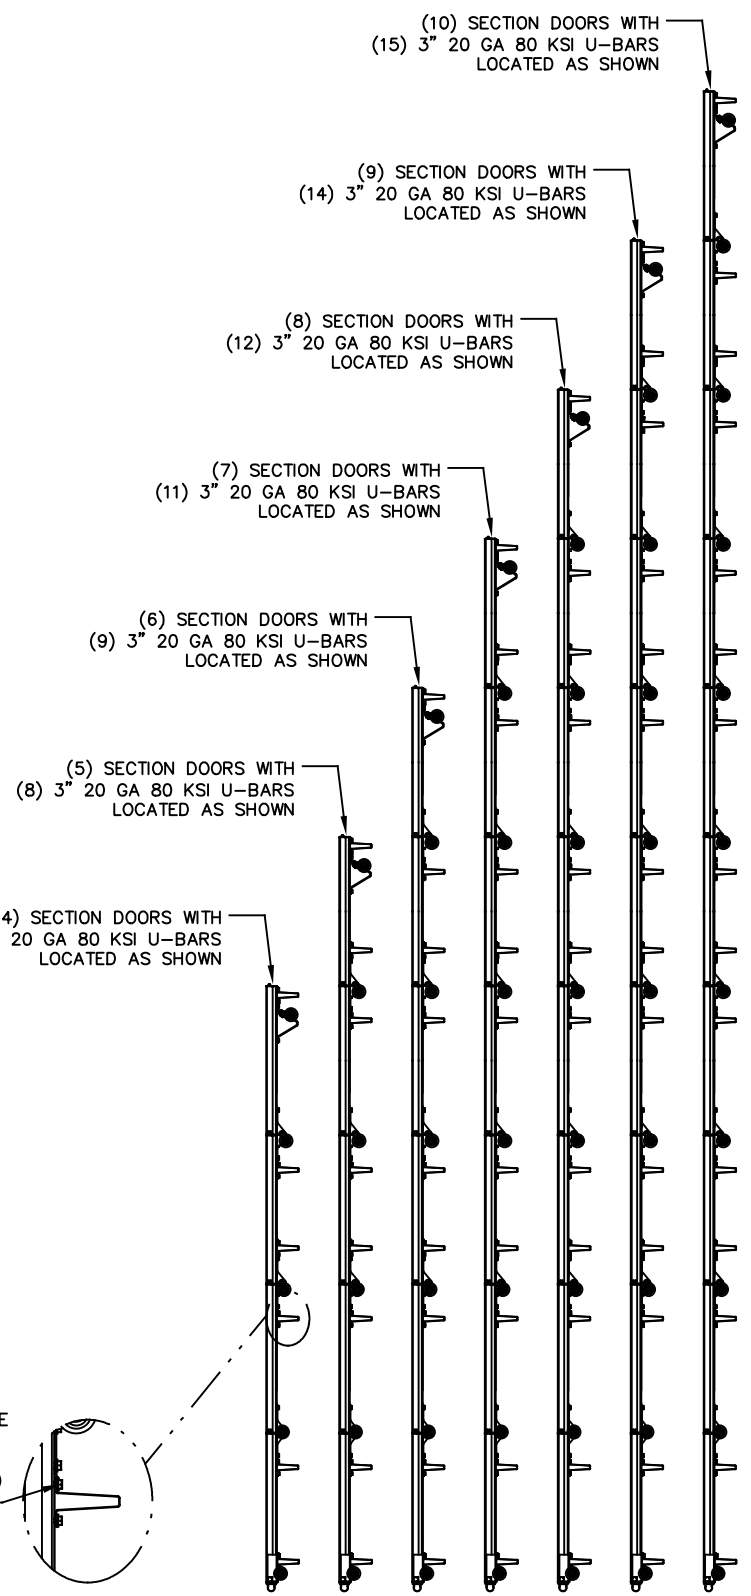 (10) SECTION DOORS WITH
(15) 3" 20 GA 80 KSI U-BARS
LOCATED AS SHOWN
(9) SECTION DOORS WITH
(14) 3" 20 GA 80 KSI U-BARS
LOCATED AS SHOWN
(8) SECTION DOORS WITH
(12) 3" 20 GA 80 KSI U-BARS
LOCATED AS SHOWN
(7) SECTION DOORS WITH
(11) 3" 20 GA 80 KSI U-BARS
LOCATED AS SHOWN
(6) SECTION DOORS WITH
(9) 3" 20 GA 80 KSI U-BARS
LOCATED AS SHOWN
(5) SECTION DOORS WITH
(8) 3" 20 GA 80 KSI U-BARS
LOCATED AS SHOWN
4) SECTION DOORS WITH
20 GA 80 KSI U-BARS
LOCATED AS SHOWN
E
)